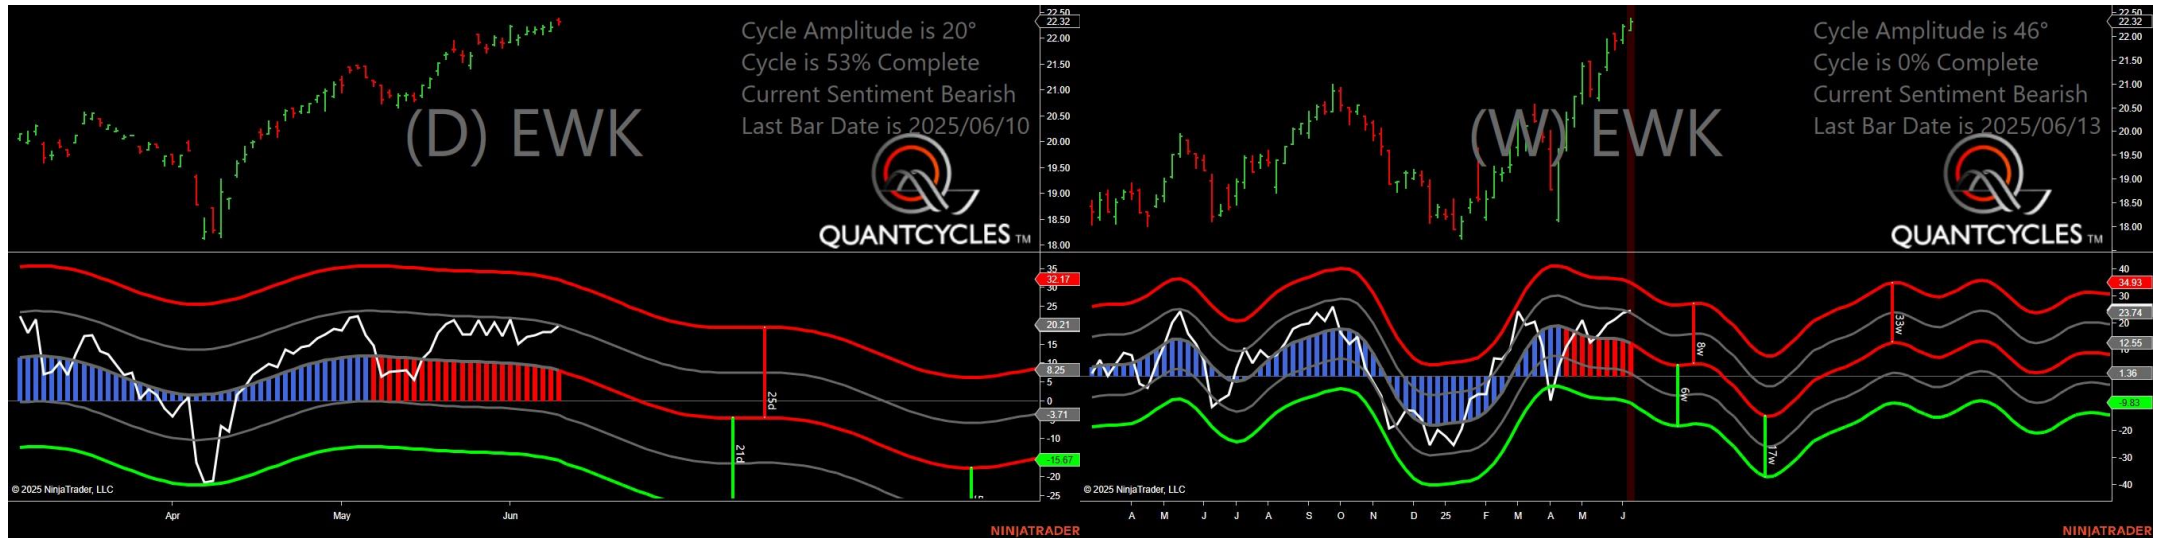 Cycle Amplitude is 20°
Cycle is 53% Complete
Current Sentiment Bearish
Last Bar Date is 2025/06/10
(D) EWK
QUANTCYCLES TM
22.50
22.32
22.00
21.50
21.00
20.50
20.00
19.50
19.00
18.50
18.00
35
32.17
30
25
20.21
15
10
8.25
5
0
-3.71
-5
-10
-15.67
-20
-25
25d
21d
© 2025 NinjaTrader, LLC
Apr
May
Jun
NINJATRADER
Cycle Amplitude is 46°
Cycle is 0% Complete
Current Sentiment Bearish
Last Bar Date is 2025/06/13
(W) EWK
QUANTCYCLES TM
22.50
22.32
22.00
21.50
21.00
20.50
20.00
19.50
19.00
18.50
18.00
40
34.93
30
23.74
20
12.55
1.36
-9.83
-20
-30
-40
8w
6w
17w
33w
© 2025 NinjaTrader, LLC
A
M
J
J
A
S
O
N
D
25
F
M
A
M
J
NINJATRADER